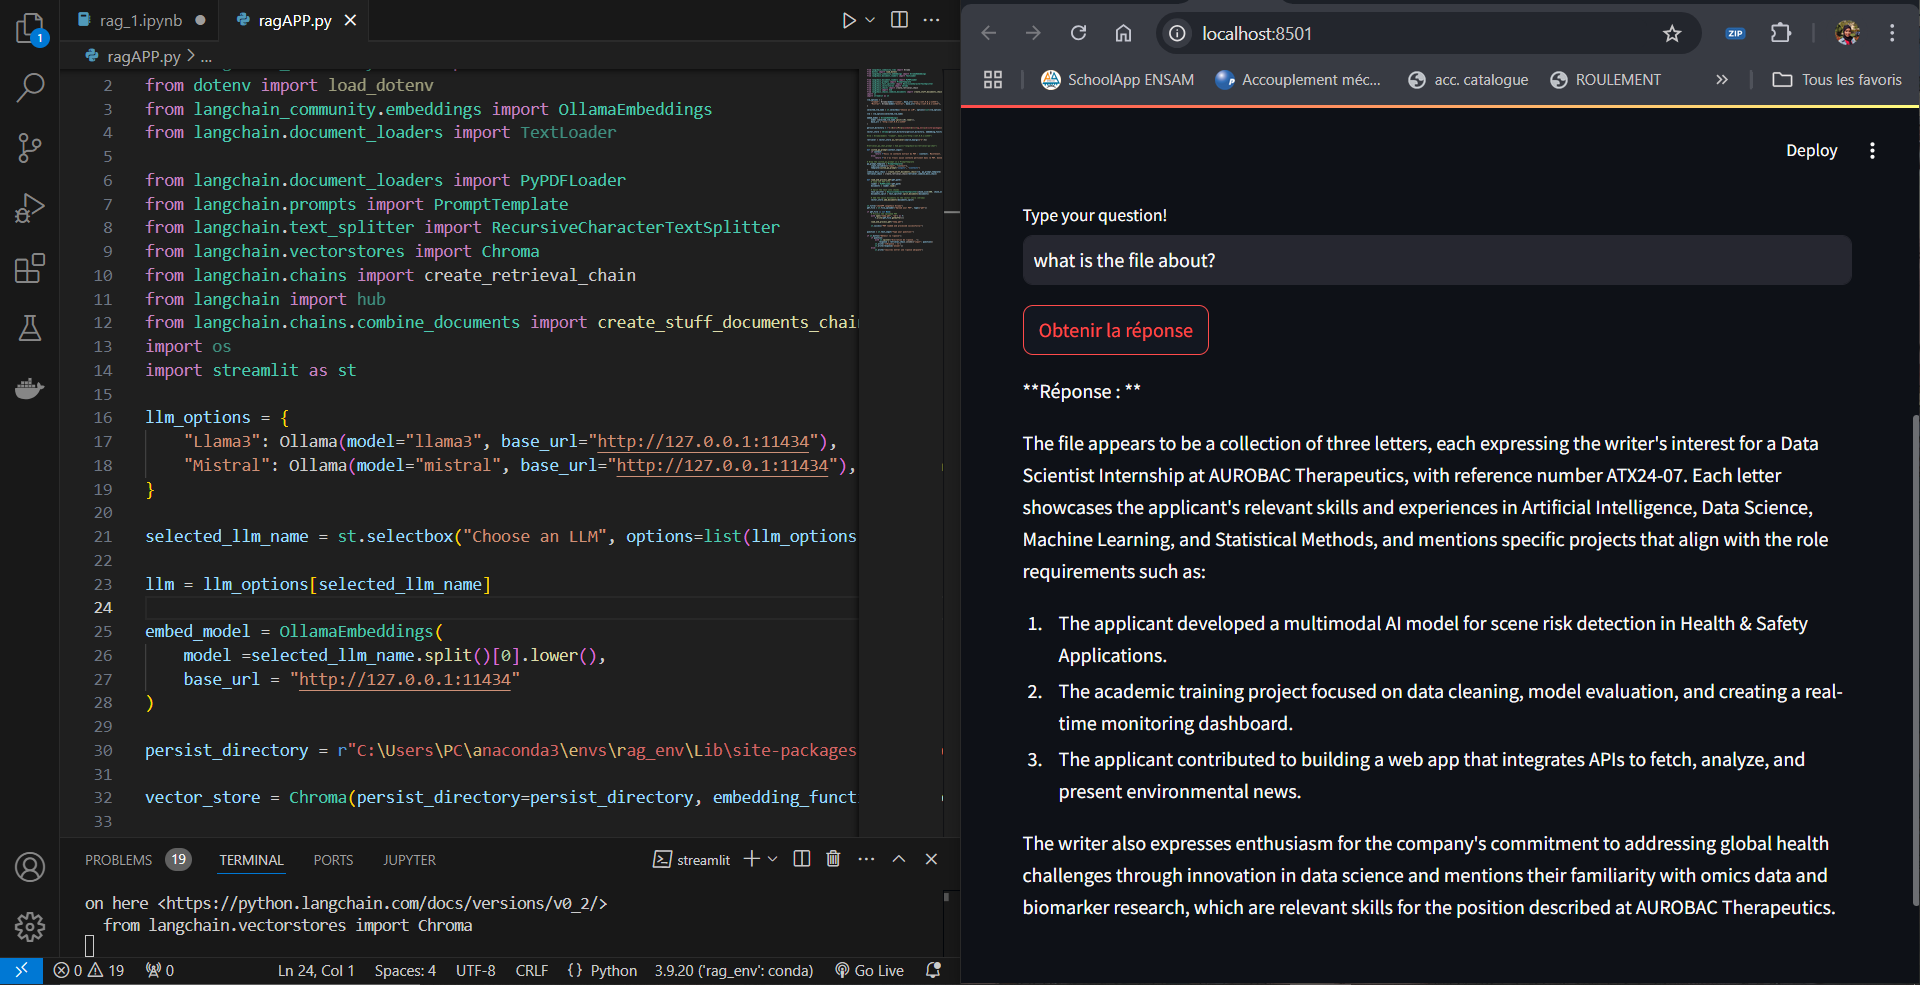 rag_1.ipynb
ragAPP.py
ragAPP.py > ...
1
2 from dotenv import load_dotenv
3 from langchain_community.embeddings import OllamaEmbeddings
4 from langchain.document_loaders import TextLoader
5
6 from langchain.document_loaders import PyPDFLoader
7 from langchain.prompts import PromptTemplate
8 from langchain.text_splitter import RecursiveCharacterTextSplitter
9 from langchain.vectorstores import Chroma
10 from langchain.chains import create_retrieval_chain
11 from langchain import hub
12 from langchain.chains.combine_documents import create_stuff_documents_chai
13 import os
14 import streamlit as st
15
16 llm_options = {
17 "Llama3": Ollama(model="llama3", base_url="http://127.0.0.1:11434"),
18 "Mistral": Ollama(model="mistral", base_url="http://127.0.0.1:11434"),
19 }
20
21 selected_llm_name = st.selectbox("Choose an LLM", options=list(llm_options
22
23 llm = llm_options[selected_llm_name]
24
25 embed_model = OllamaEmbeddings(
26 model =selected_llm_name.split()[0].lower(),
27 base_url = "http://127.0.0.1:11434"
28 )
29
30 persist_directory = r"C:\Users\PC\anaconda3\envs\rag_env\Lib\site-packages
31
32 vector_store = Chroma(persist_directory=persist_directory, embedding_funct
33
PROBLEMS 19 TERMINAL PORTS JUPYTER streamlit
on here <https://python.langchain.com/docs/versions/v0_2/>
from langchain.vectorstores import Chroma
0 19 0 Ln 24, Col 1 Spaces: 4 UTF-8 CRLF {} Python 3.9.20 ('rag_env': conda) Go Live
localhost:8501
ZIP
SchoolApp ENSAM Accouplement méc... acc. catalogue ROULEMENT » Tous les favoris
Deploy
Type your question!
what is the file about?
Obtenir la réponse
**Réponse : **
The file appears to be a collection of three letters, each expressing the writer's interest for a Data
Scientist Internship at AUROBAC Therapeutics, with reference number ATX24-07. Each letter
showcases the applicant's relevant skills and experiences in Artificial Intelligence, Data Science,
Machine Learning, and Statistical Methods, and mentions specific projects that align with the role
requirements such as:
1. The applicant developed a multimodal AI model for scene risk detection in Health & Safety
Applications.
2. The academic training project focused on data cleaning, model evaluation, and creating a real-
time monitoring dashboard.
3. The applicant contributed to building a web app that integrates APIs to fetch, analyze, and
present environmental news.
The writer also expresses enthusiasm for the company's commitment to addressing global health
challenges through innovation in data science and mentions their familiarity with omics data and
biomarker research, which are relevant skills for the position described at AUROBAC Therapeutics.